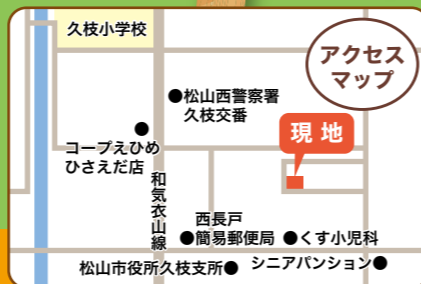 久枝小学校
アクセス
マップ
●松山西警察署
久枝交番
現地
コープえひめ
ひさえだ店
和気衣山線
西長戸
●簡易郵便局
●くす小児科
松山市役所久枝支所●
シニアパンション●